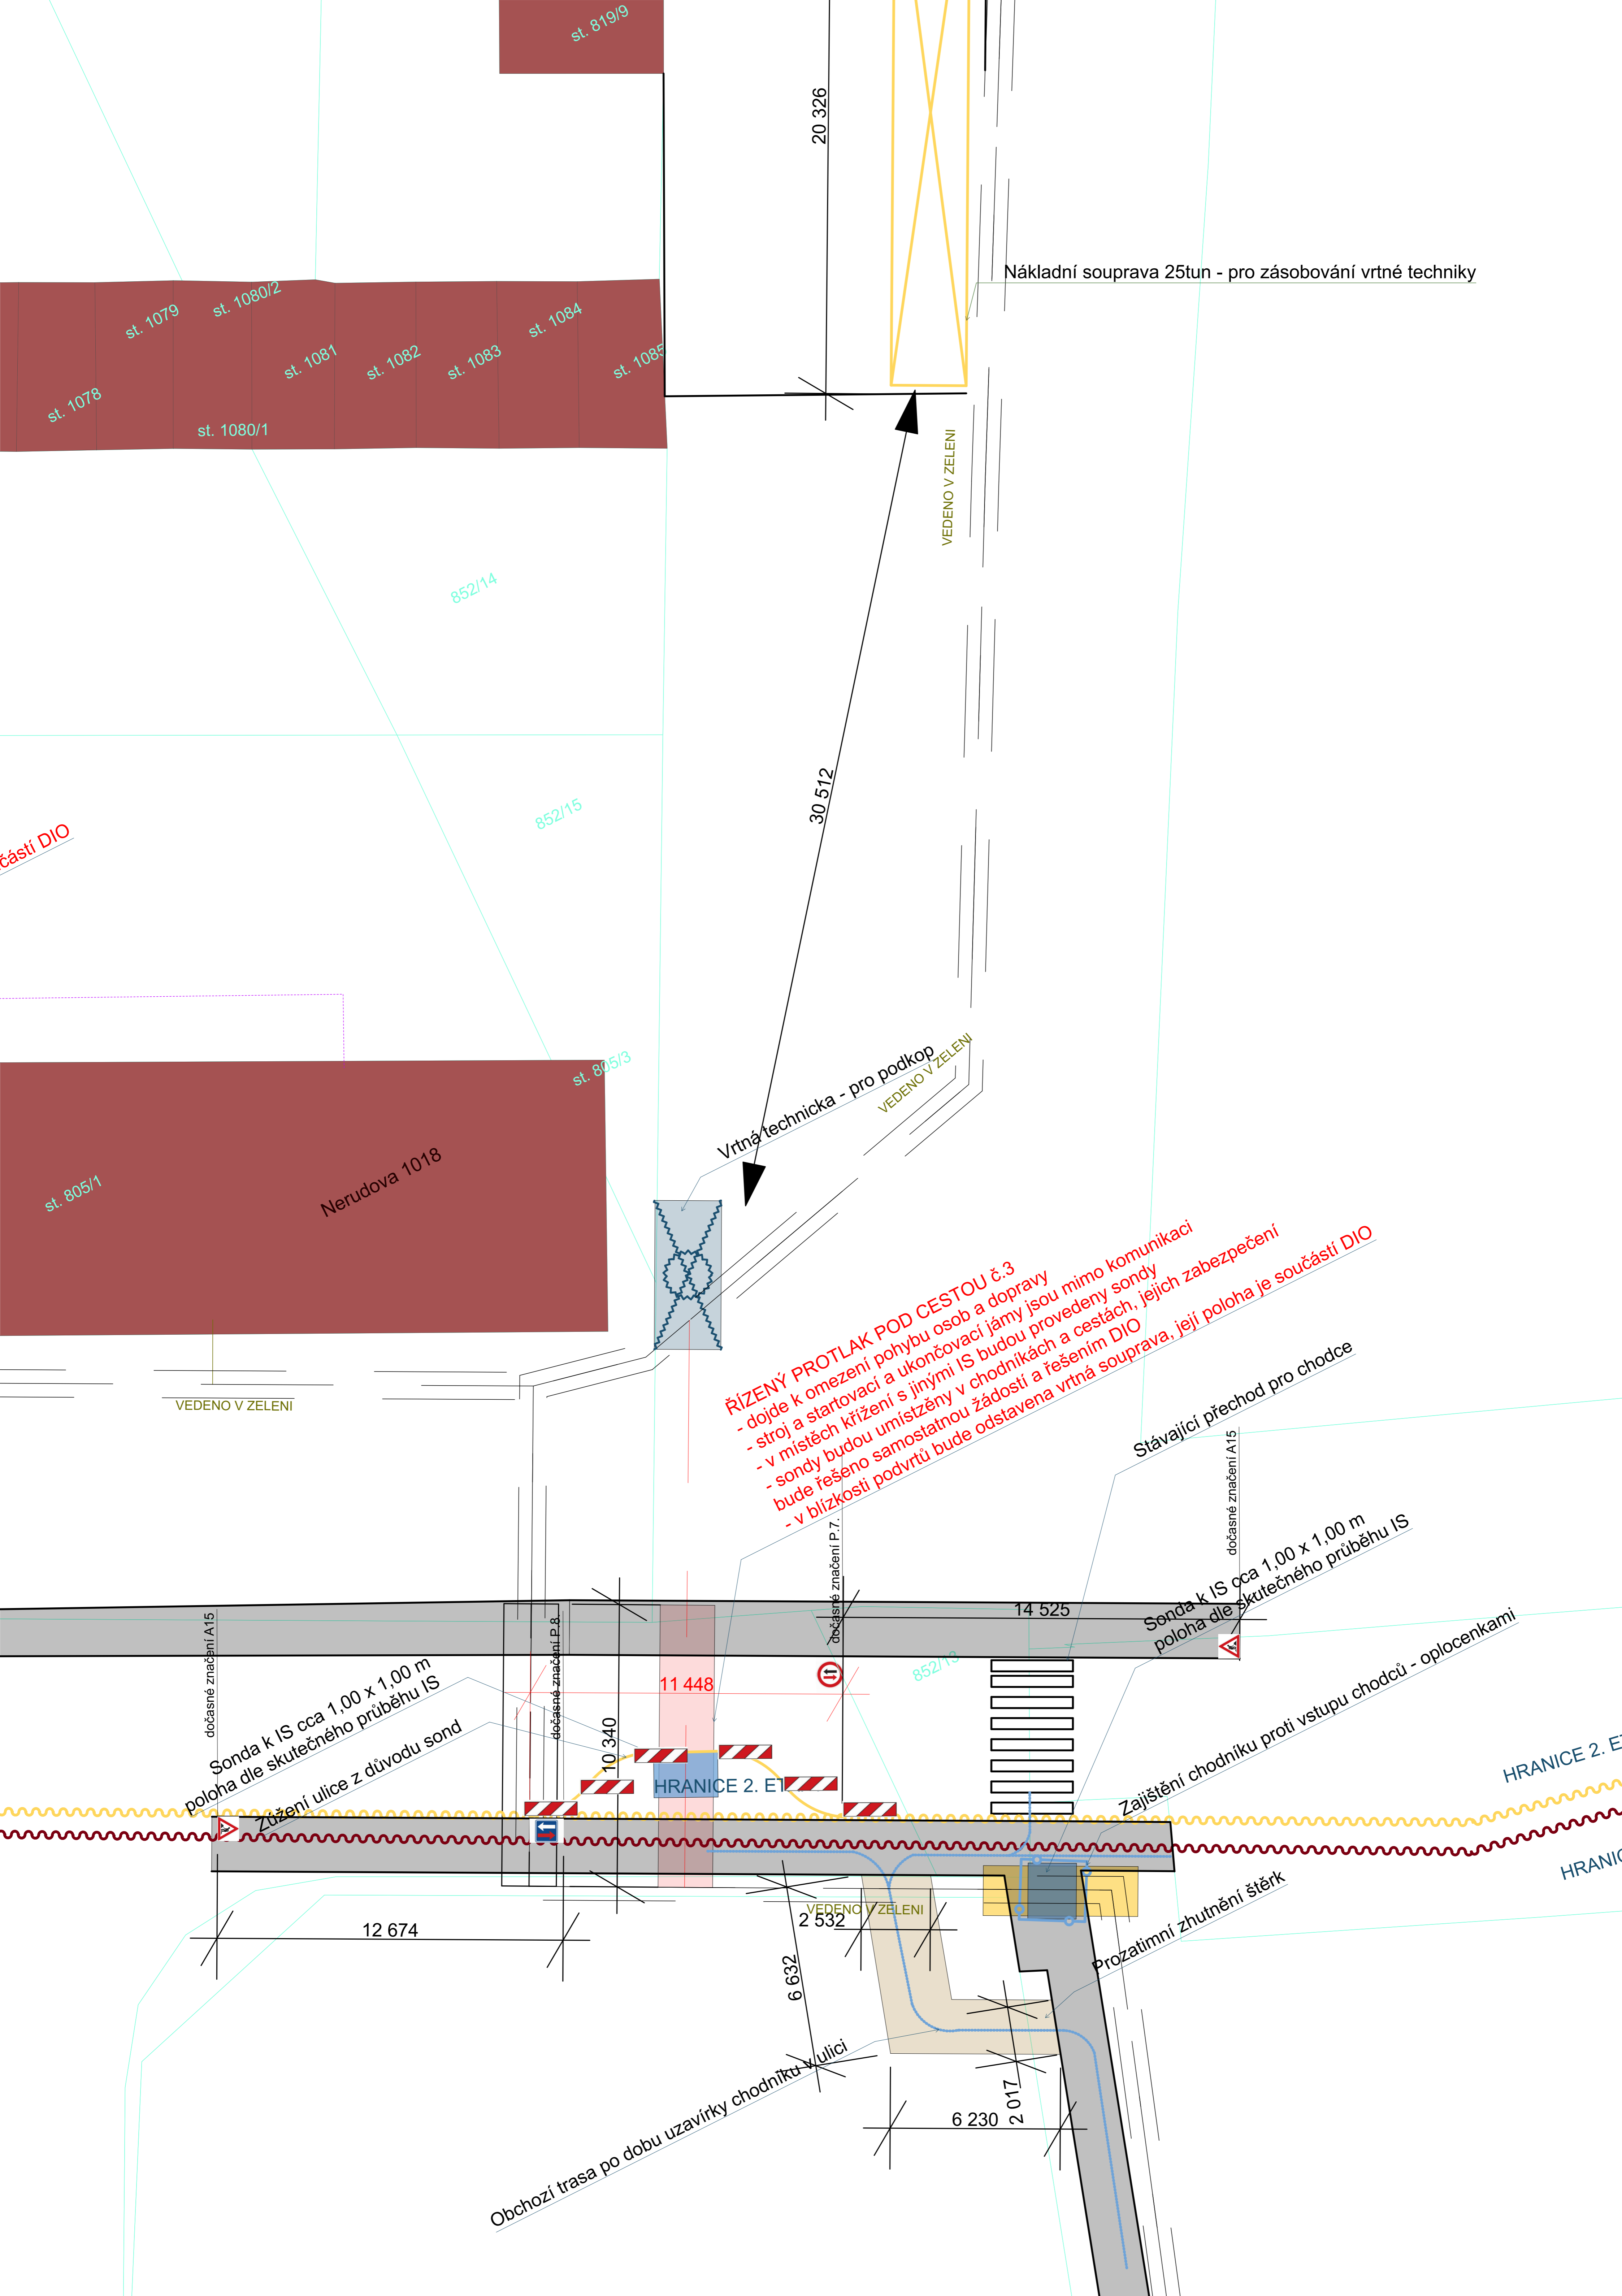 st. 819/9
20 326
Nákladní souprava 25tun - pro zásobování vrtné techniky
st. 1078
st. 1079
st. 1080/2
st. 1080/1
st. 1081
st. 1082
st. 1083
st. 1084
st. 1085
VEDENO V ZELENI
852/14
30 512
852/15
částí DIO
VEDENO V ZELENI
Vrtná technicka - pro podkop
st. 805/3
Nerudova 1018
st. 805/1
VEDENO V ZELENI
ŘÍZENÝ PROTLAK POD CESTOU č.3
- dojde k omezení pohybu osob a dopravy
- stroj a startovací a ukončovací jámy jsou mimo komunikaci
- v místěch křížení s jinými IS budou provedeny sondy
- sondy budou umístzěny v chodníkách a cestách, jejich zabezpečení
bude řešeno samostatnou žádostí a řešením DIO
- v blízkosti podvrtů bude odstavena vrtná souprava, její poloha je součástí DIO
Stávající přechod pro chodce
dočasné značení A15
dočasné značení P.7.
dočasné značení P.8.
dočasné značení A15
14 525
Sonda k IS cca 1,00 x 1,00 m
poloha dle skutečného průběhu IS
852/13
11 448
10 340
Sonda k IS cca 1,00 x 1,00 m
poloha dle skutečného průběhu IS
Zúžení ulice z důvodu sond
HRANICE 2. ET
Zajištění chodníku proti vstupu chodců - oplocenkami
HRANICE 2. E
HRANIC
VEDENO V ZELENI
2 532
12 674
6 632
Prozatimní zhutnění štěrk
2 017
6 230
Obchozí trasa po dobu uzavírky chodníku v ulici